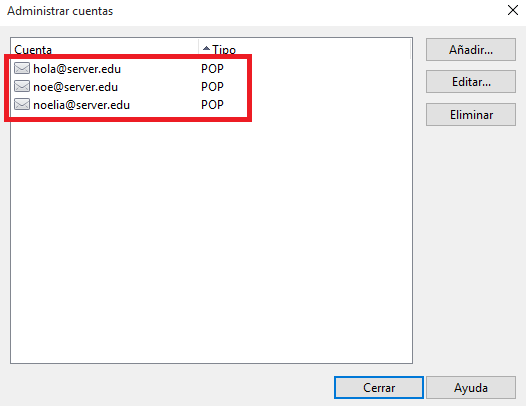 Administrar cuentas
Cuenta Tipo
hola@server.edu POP
noe@server.edu POP
noelia@server.edu POP
Añadir...
Editar...
Eliminar
Cerrar Ayuda